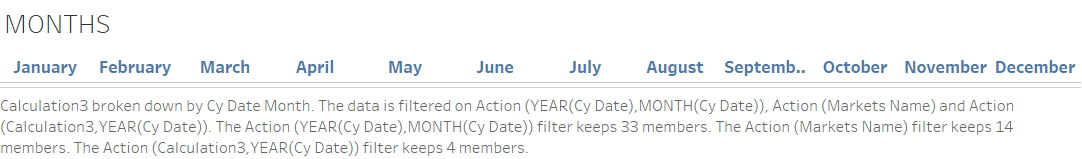 MONTHS
January February March April May June July August Septemb.. October November December
Calculation3 broken down by Cy Date Month. The data is filtered on Action (YEAR(Cy Date),MONTH(Cy Date)), Action (Markets Name) and Action
(Calculation3,YEAR(Cy Date)). The Action (YEAR(Cy Date),MONTH(Cy Date)) filter keeps 33 members. The Action (Markets Name) filter keeps 14
members. The Action (Calculation3,YEAR(Cy Date)) filter keeps 4 members.